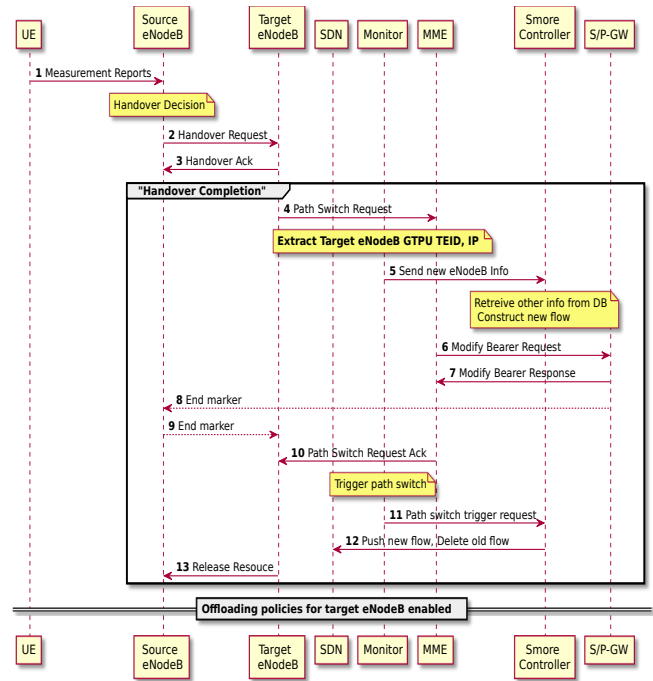 UE
Source
eNodeB
Target
eNodeB
SDN
Monitor
MME
Smore
Controller
S/P-GW
1 Measurement Reports
Handover Decision
2 Handover Request
3 Handover Ack
"Handover Completion"
4 Path Switch Request
Extract Target eNodeB GTPU TEID, IP
5 Send new eNodeB Info
Retreive other info from DB
Construct new flow
6 Modify Bearer Request
7 Modify Bearer Response
8 End marker
9 End marker
10 Path Switch Request Ack
Trigger path switch
11 Path switch trigger request
12 Push new flow, Delete old flow
13 Release Resouce
Offloading policies for target eNodeB enabled
UE
Source
eNodeB
Target
eNodeB
SDN
Monitor
MME
Smore
Controller
S/P-GW